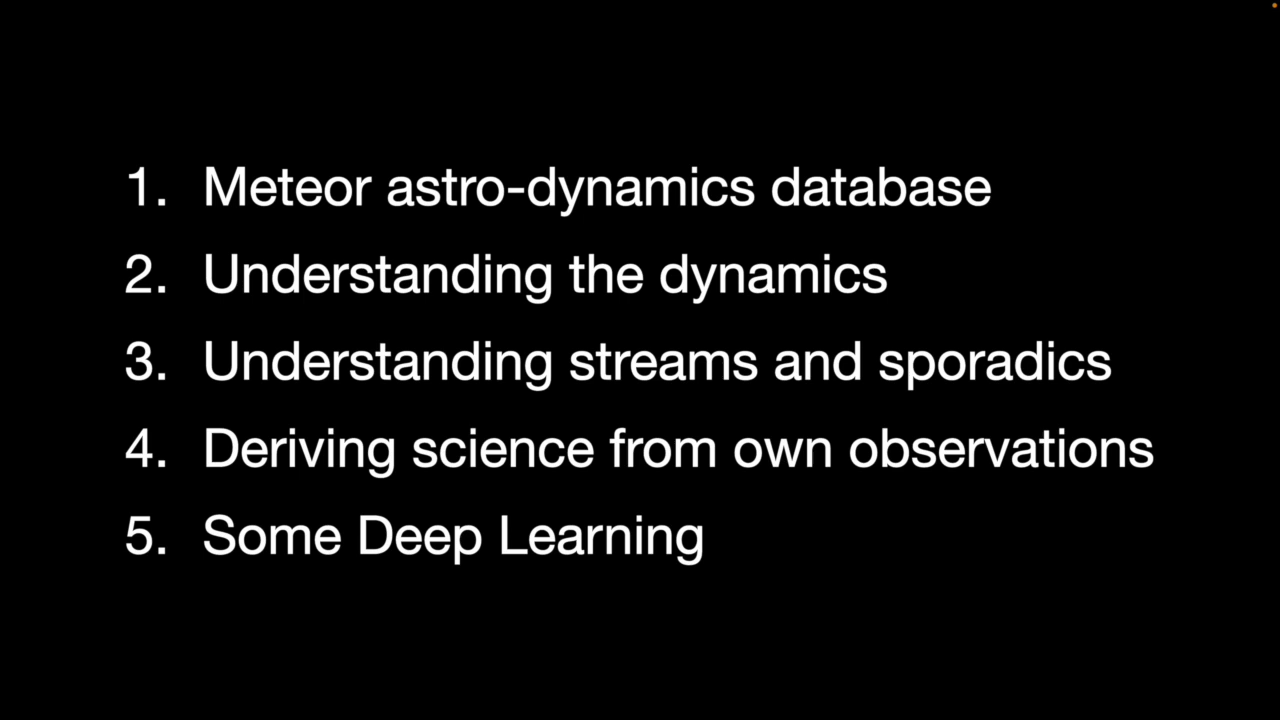 1. Meteor astro-dynamics database
2. Understanding the dynamics
3. Understanding streams and sporadics
4. Deriving science from own observations
5. Some Deep Learning